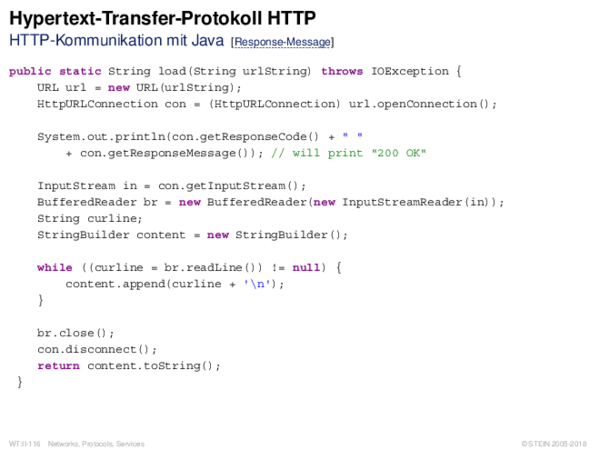 Hypertext-Transfer-Protokoll HTTP
HTTP-Kommunikation mit Java [Response-Message]
public static String load(String urlString) throws IOException {
    URL url = new URL(urlString);
    HttpURLConnection con = (HttpURLConnection) url.openConnection();
    System.out.println(con.getResponseCode() + " "
        + con.getResponseMessage()); // will print "200 OK"
    InputStream in = con.getInputStream();
    BufferedReader br = new BufferedReader(new InputStreamReader(in));
    String curline;
    StringBuilder content = new StringBuilder();
    while ((curline = br.readLine()) != null) {
        content.append(curline + '\n');
    }
    br.close();
    con.disconnect();
    return content.toString();
}
WT:II-116 Networks, Protocols, Services © STEIN 2005-2018